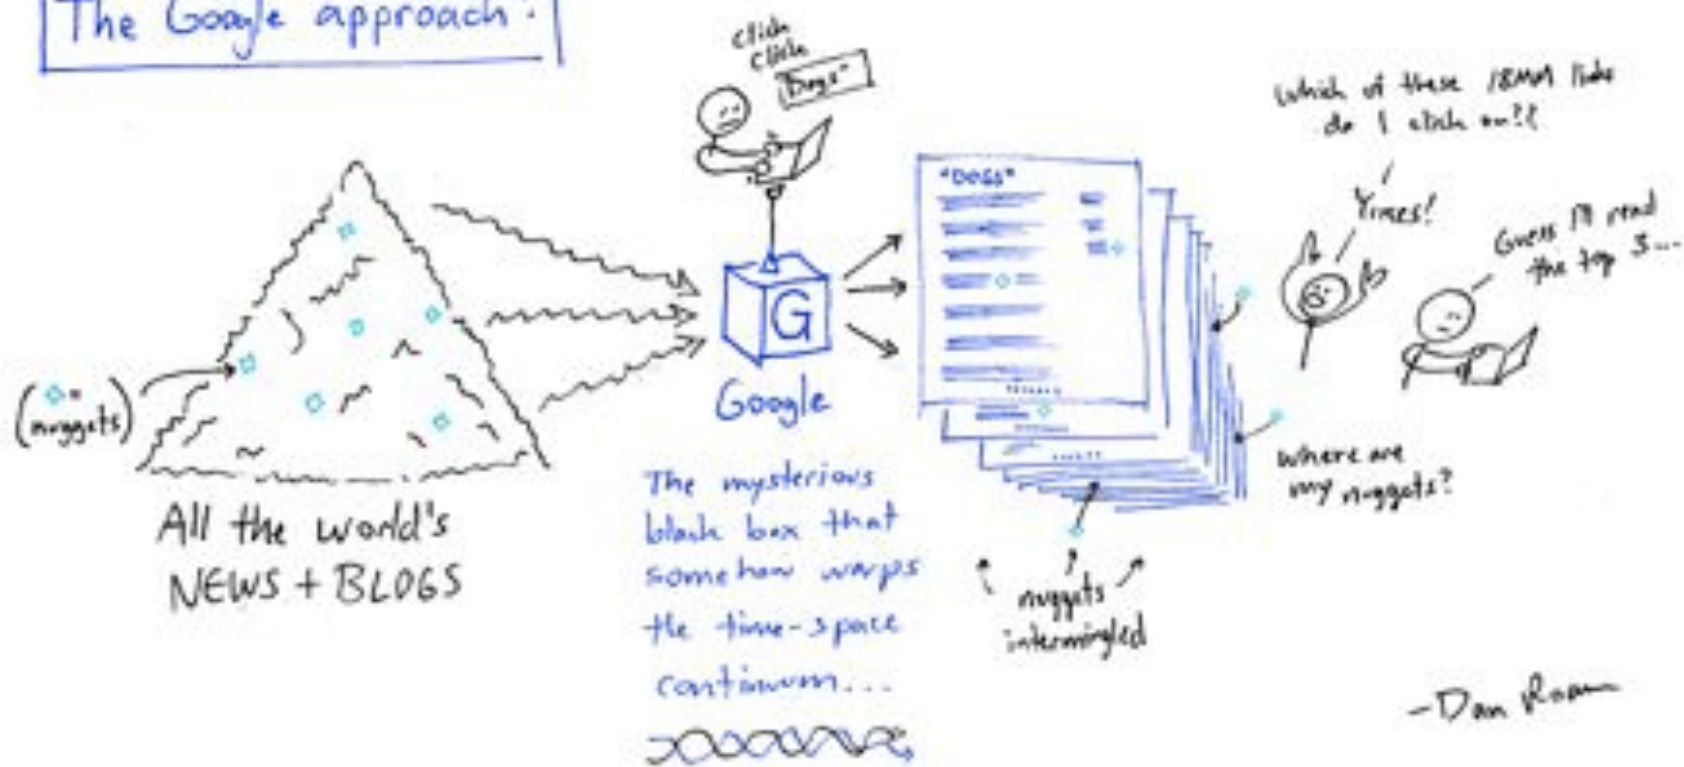 The Google approach:
click
click
"Dogs"
Which of these 18MM links
do I click on!?
Yikes!
Guess I'll read
the top 3...
"DOGS"
G
Google
(◇=
nuggets)
All the world's
NEWS + BLOGS
The mysterious
black box that
somehow warps
the time-space
continuum...
where are
my nuggets?
nuggets
intermingled
-Dan Roam